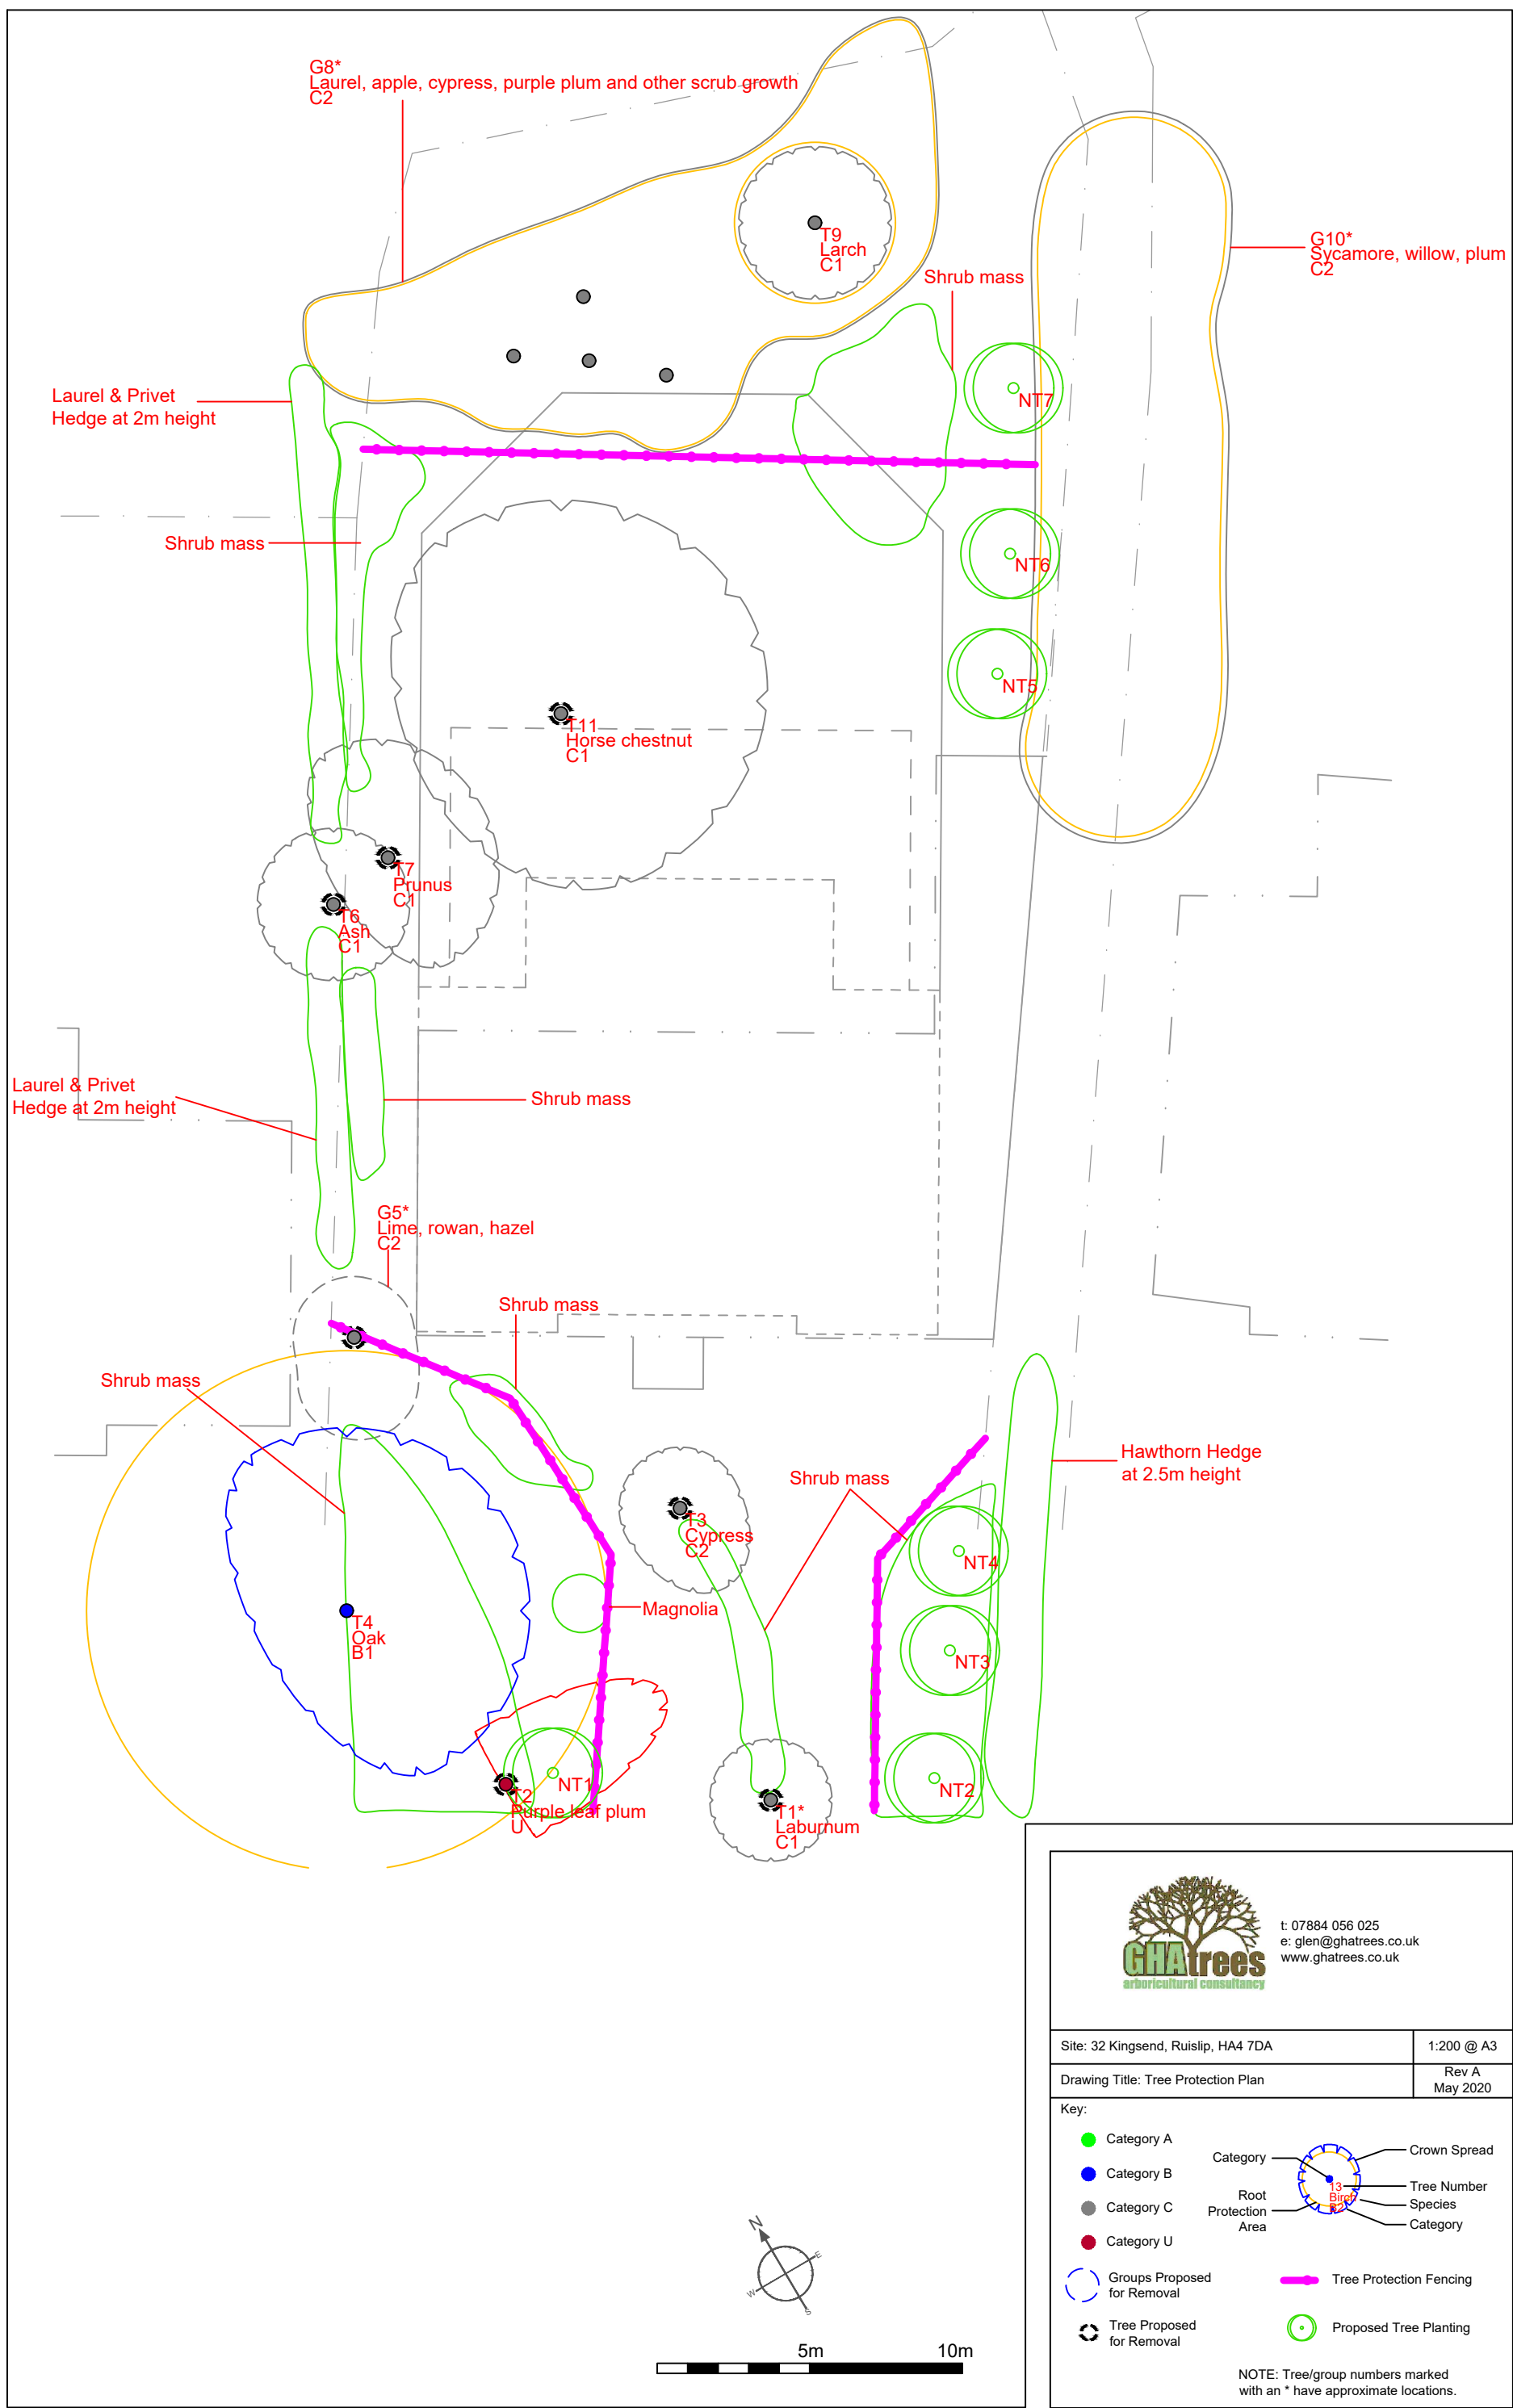 G8*
Laurel, apple, cypress, purple plum and other scrub growth
C2
T9
Larch
C1
G10*
Sycamore, willow, plum
C2
Shrub mass
Laurel & Privet
Hedge at 2m height
NT7
Shrub mass
NT6
NT5
T11
Horse chestnut
C1
T7
Prunus
C1
T6
Ash
C1
Laurel & Privet
Hedge at 2m height
Shrub mass
G5*
Lime, rowan, hazel
C2
Shrub mass
Shrub mass
Hawthorn Hedge
at 2.5m height
Shrub mass
T3
Cypress
C2
NT4
Magnolia
T4
Oak
B1
NT3
NT1
NT2
T2
Purple leaf plum
U
T1*
Laburnum
C1
GHAtrees
arboricultural consultancy
t: 07884 056 025
e: glen@ghatrees.co.uk
www.ghatrees.co.uk
Site: 32 Kingsend, Ruislip, HA4 7DA
1:200 @ A3
Drawing Title: Tree Protection Plan
Rev A
May 2020
Key:
Category A
Category B
Category C
Category U
Category
Root
Protection
Area
13
Birch
B2
Crown Spread
Tree Number
Species
Category
Groups Proposed
for Removal
Tree Protection Fencing
Tree Proposed
for Removal
Proposed Tree Planting
NOTE: Tree/group numbers marked
with an * have approximate locations.
N
E
W
S
5m
10m